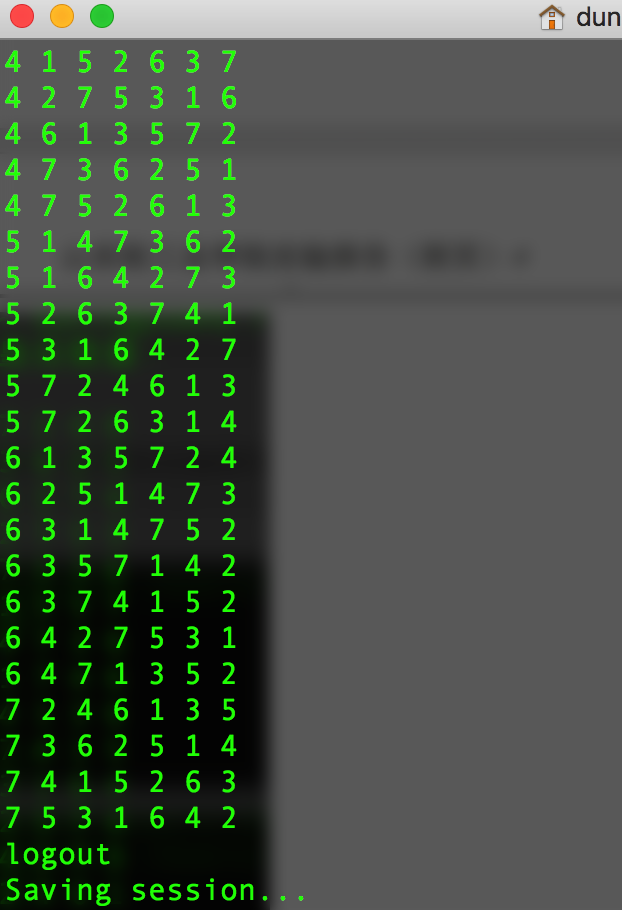 dun
4 1 5 2 6 3 7
4 2 7 5 3 1 6
4 6 1 3 5 7 2
4 7 3 6 2 5 1
4 7 5 2 6 1 3
5 1 4 7 3 6 2
5 1 6 4 2 7 3
5 2 6 3 7 4 1
5 3 1 6 4 2 7
5 7 2 4 6 1 3
5 7 2 6 3 1 4
6 1 3 5 7 2 4
6 2 5 1 4 7 3
6 3 1 4 7 5 2
6 3 5 7 1 4 2
6 3 7 4 1 5 2
6 4 2 7 5 3 1
6 4 7 1 3 5 2
7 2 4 6 1 3 5
7 3 6 2 5 1 4
7 4 1 5 2 6 3
7 5 3 1 6 4 2
logout
Saving session...